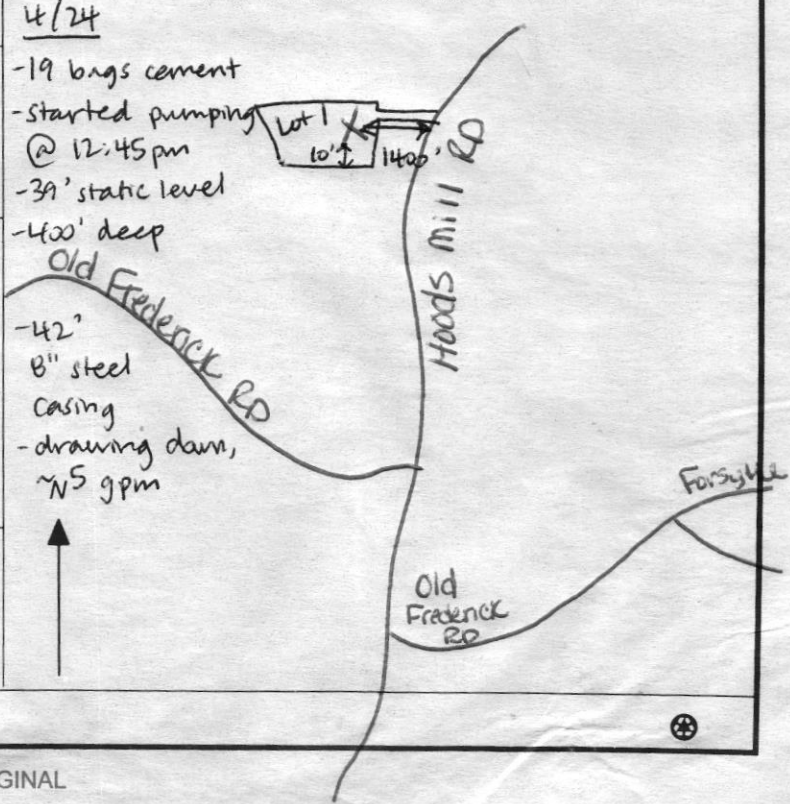 4/24
-19 bags cement
-started pumping
@ 12:45pm
-39' static level
-400' deep
Lot 1
X
10'
1400'
Hoods Mill RD
Old Frederick RD
-42'
8" steel
casing
-drawing down,
~ 5 gpm
N
Forsythe
Old
Frederick
RD
GINAL